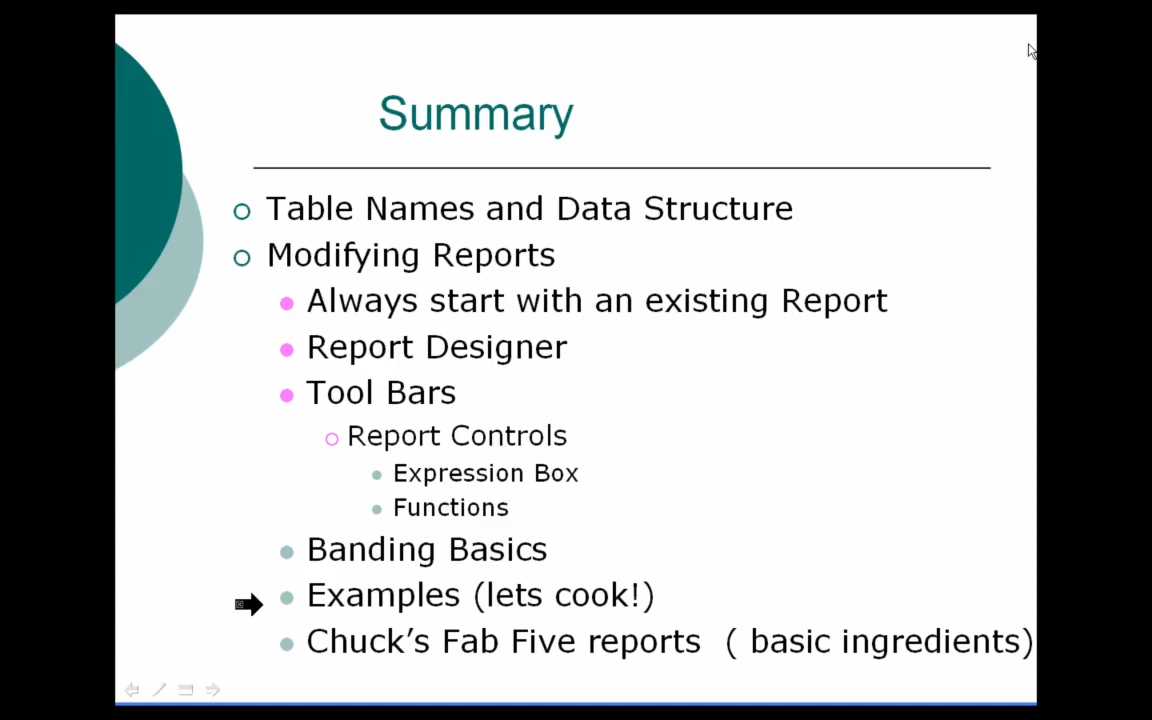 Summary
Table Names and Data Structure
Modifying Reports
Always start with an existing Report
Report Designer
Tool Bars
Report Controls
Expression Box
Functions
Banding Basics
Examples (lets cook!)
Chuck’s Fab Five reports ( basic ingredients)